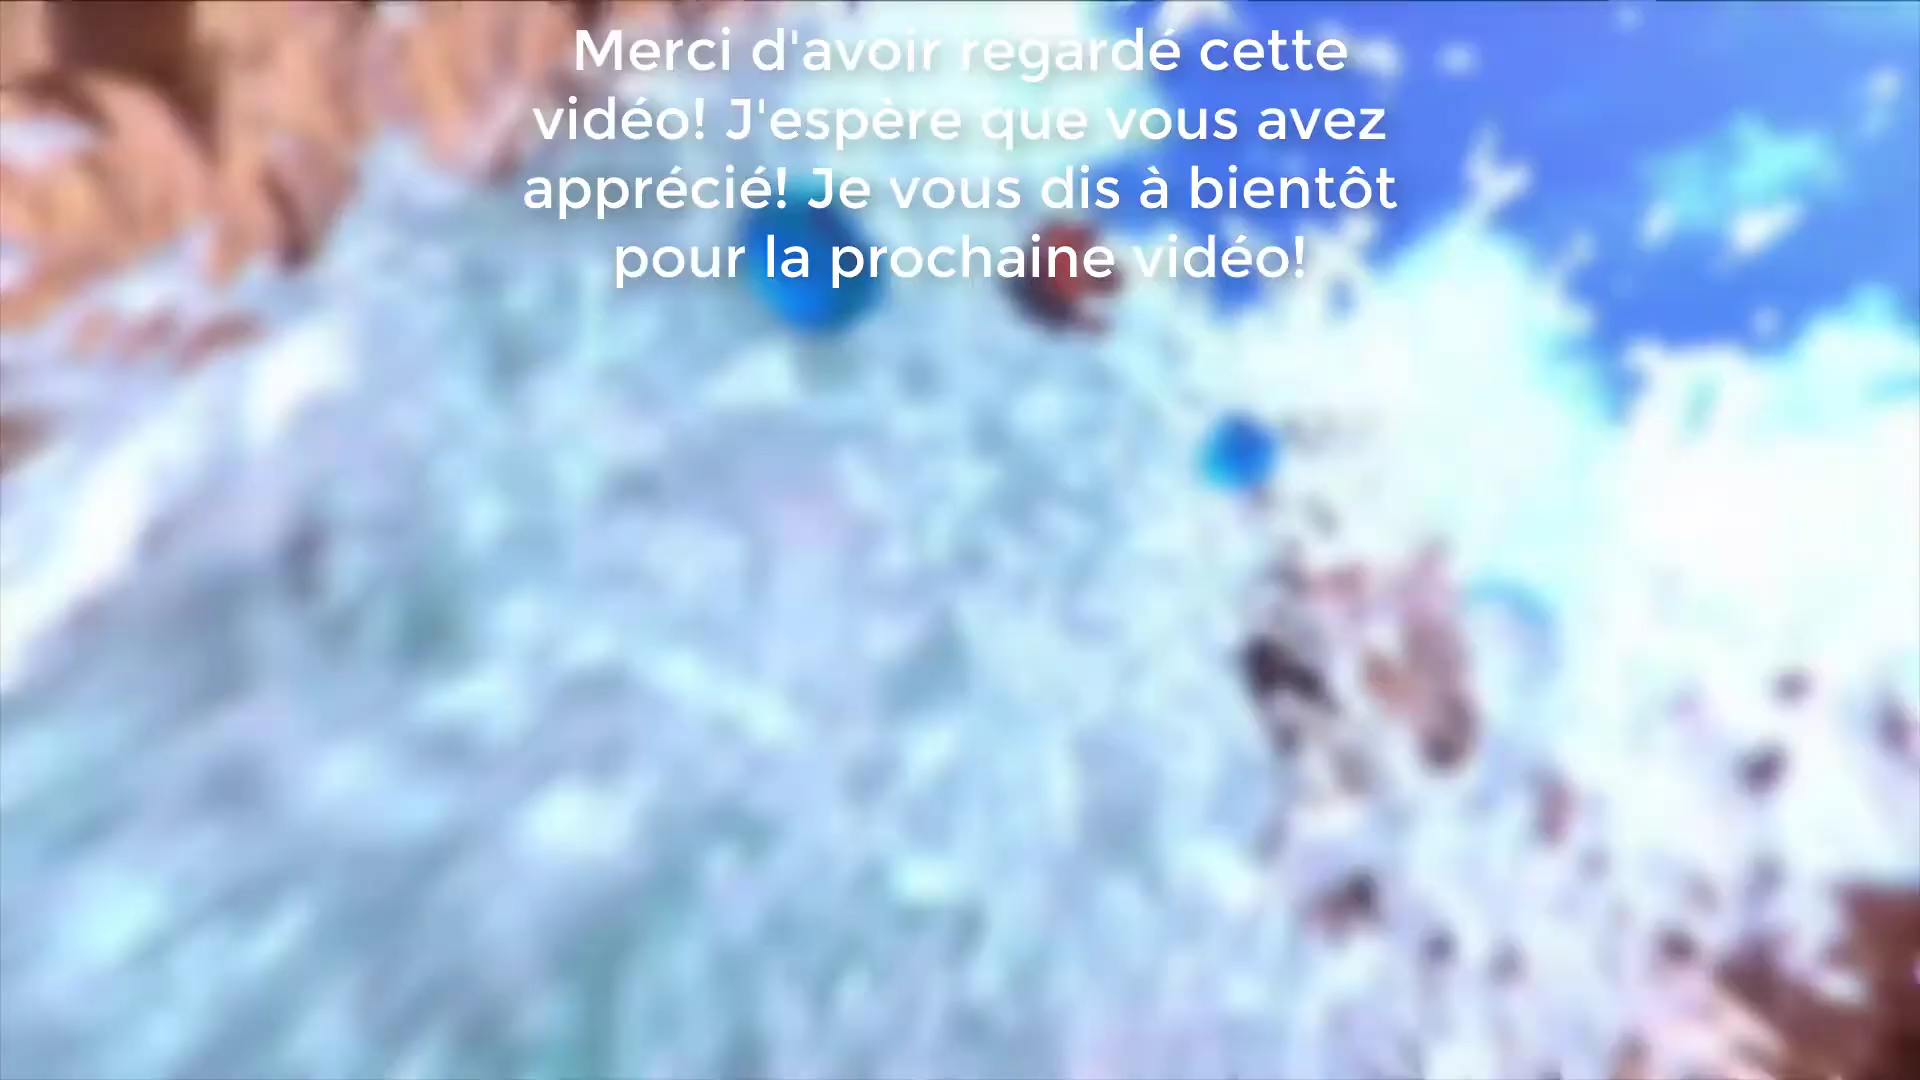 Merci d'avoir regardé cette
vidéo! J'espère que vous avez
apprécié! Je vous dis à bientôt
pour la prochaine vidéo!